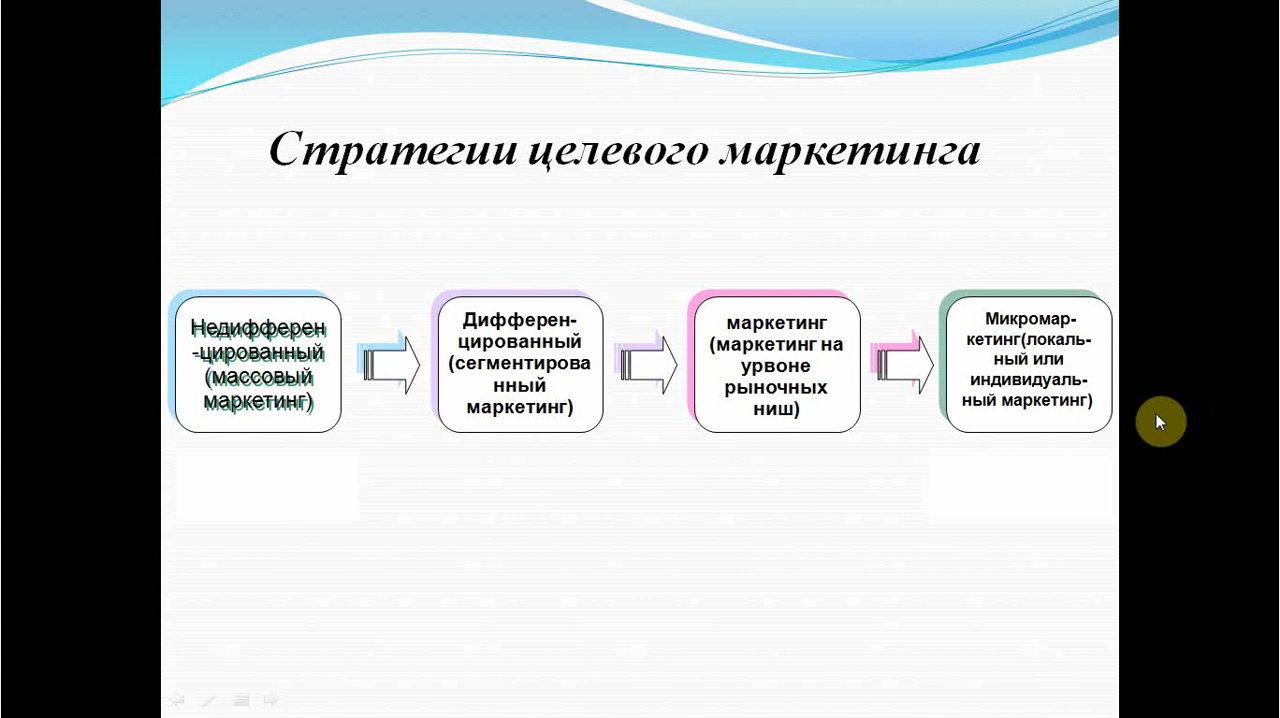 Стратегии целевого маркетинга
Недифферен
-цированный
(массовый
маркетинг)
Дифферен-
цированный
(сегментирова
нный
маркетинг)
маркетинг
(маркетинг на
урвоне
рыночных
ниш)
Микромар-
кетинг(локаль-
ный или
индивидуаль-
ный маркетинг)